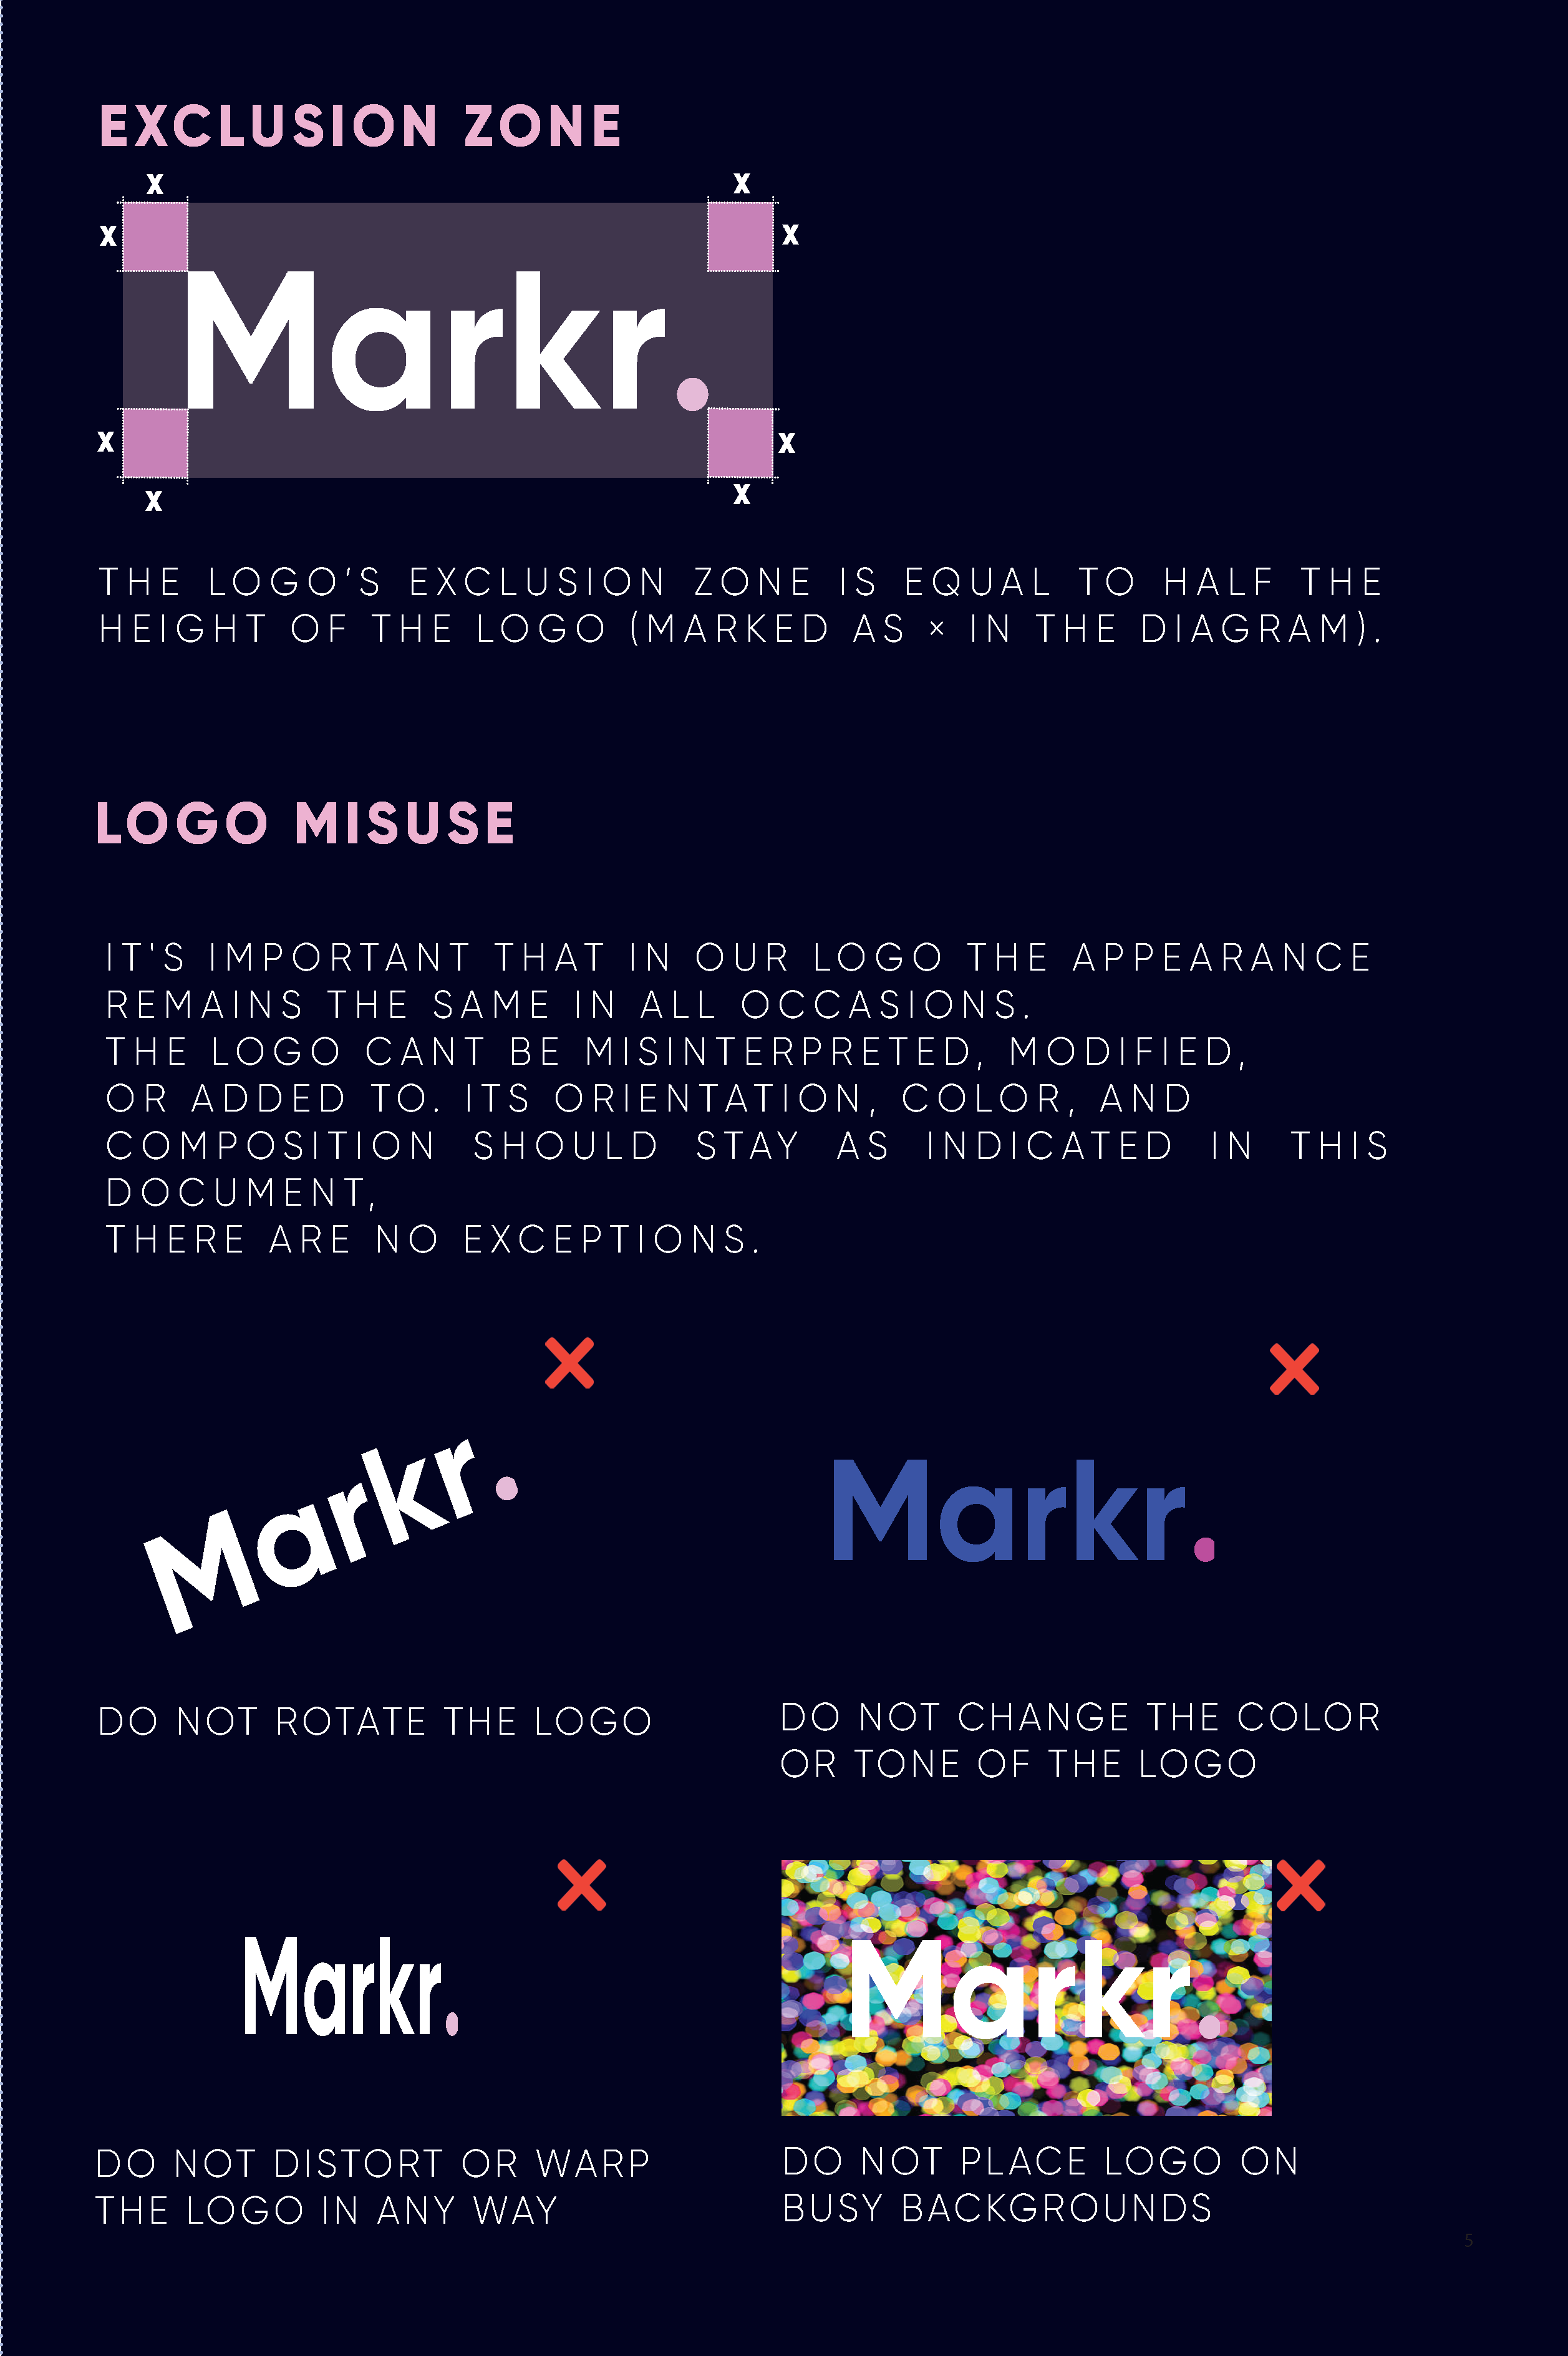 EXCLUSION ZONE
x x
x x
Markr.
x x
x x
THE LOGO’S EXCLUSION ZONE IS EQUAL TO HALF THE
HEIGHT OF THE LOGO (MARKED AS × IN THE DIAGRAM).
LOGO MISUSE
IT'S IMPORTANT THAT IN OUR LOGO THE APPEARANCE
REMAINS THE SAME IN ALL OCCASIONS.
THE LOGO CANT BE MISINTERPRETED, MODIFIED,
OR ADDED TO. ITS ORIENTATION, COLOR, AND
COMPOSITION SHOULD STAY AS INDICATED IN THIS
DOCUMENT,
THERE ARE NO EXCEPTIONS.
Markr.
DO NOT ROTATE THE LOGO
Markr.
DO NOT CHANGE THE COLOR
OR TONE OF THE LOGO
Markr.
DO NOT DISTORT OR WARP
THE LOGO IN ANY WAY
Markr.
DO NOT PLACE LOGO ON
BUSY BACKGROUNDS
5